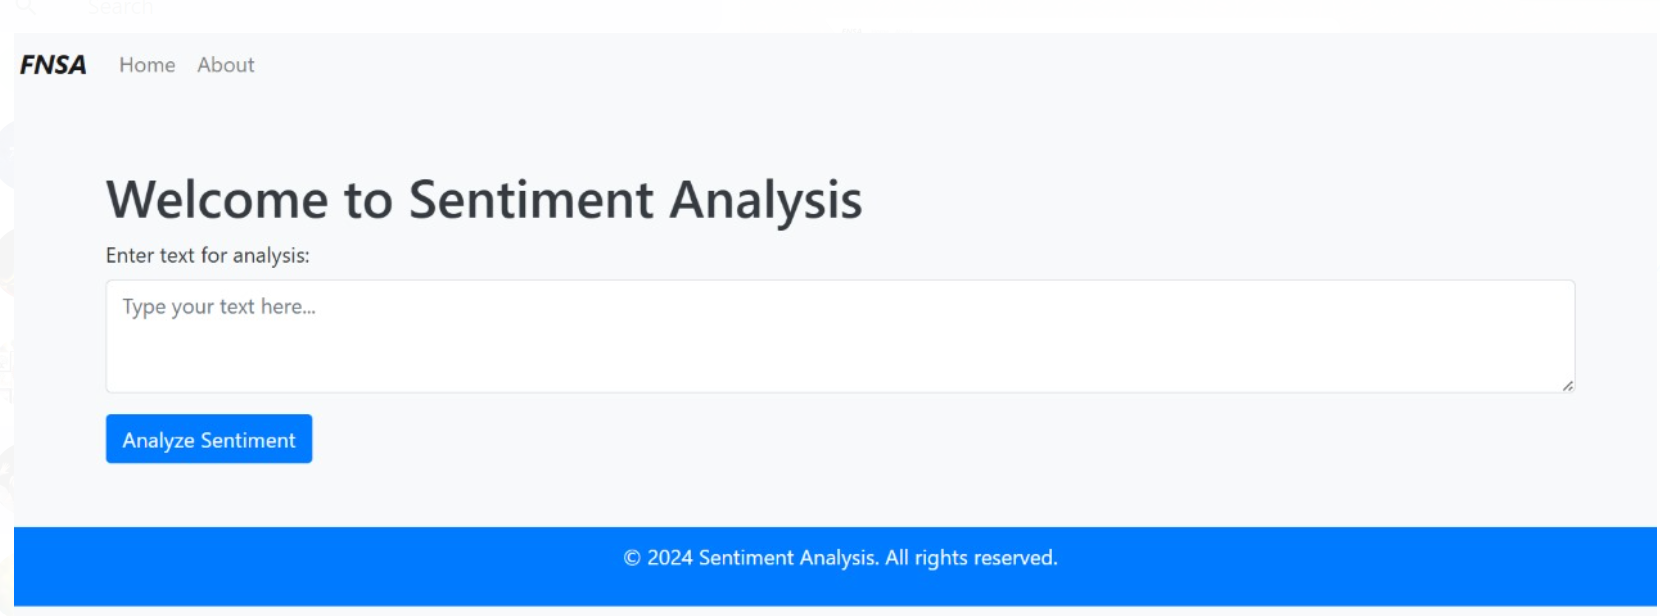 Search
FNSA Home About
Welcome to Sentiment Analysis
Enter text for analysis:
Type your text here...
Analyze Sentiment
© 2024 Sentiment Analysis. All rights reserved.